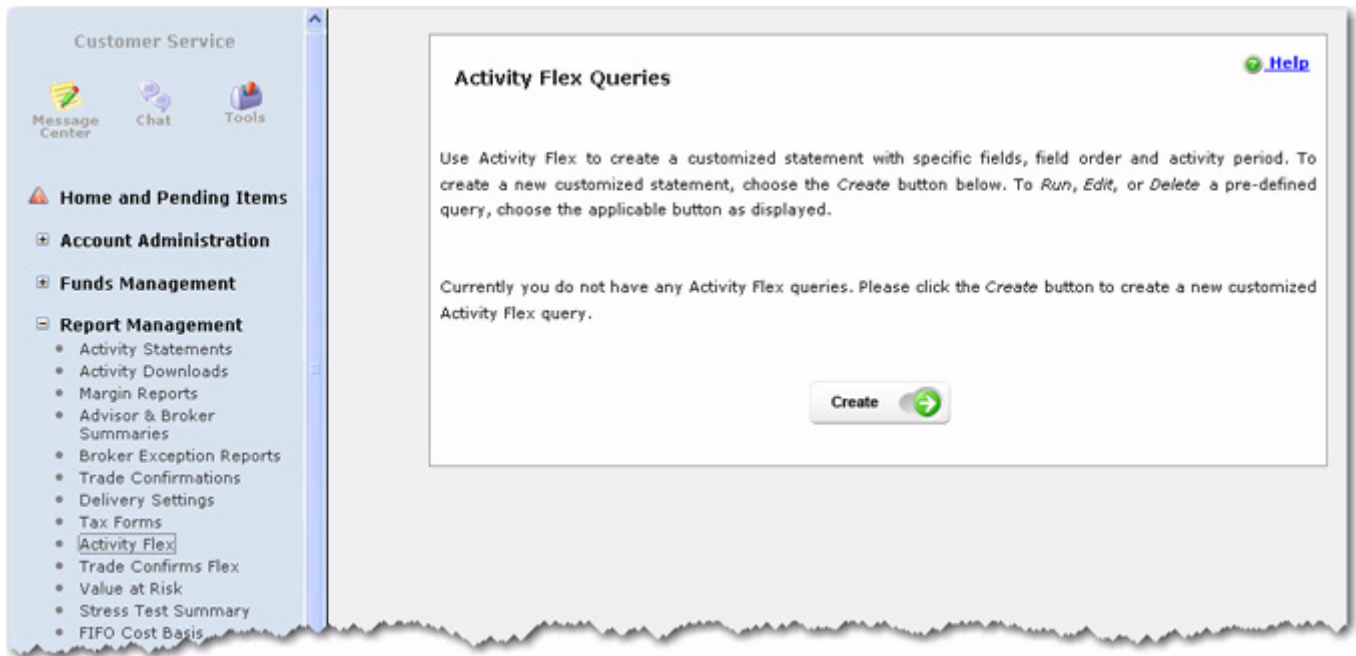 Customer Service
Message Center
Chat
Tools
Home and Pending Items
Account Administration
Funds Management
Report Management
Activity Statements
Activity Downloads
Margin Reports
Advisor & Broker
Summaries
Broker Exception Reports
Trade Confirmations
Delivery Settings
Tax Forms
Activity Flex
Trade Confirms Flex
Value at Risk
Stress Test Summary
FIFO Cost Basis
Activity Flex Queries
Help
Use Activity Flex to create a customized statement with specific fields, field order and activity period. To
create a new customized statement, choose the Create button below. To Run, Edit, or Delete a pre-defined
query, choose the applicable button as displayed.
Currently you do not have any Activity Flex queries. Please click the Create button to create a new customized
Activity Flex query.
Create